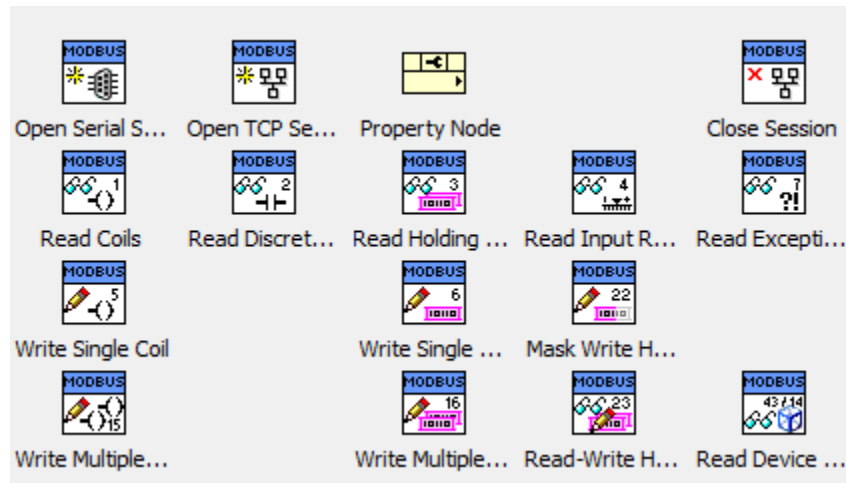 MODBUS MODBUS MODBUS
Open Serial S... Open TCP Se... Property Node Close Session
MODBUS MODBUS MODBUS MODBUS MODBUS
1 2 3 4 7
?!
Read Coils Read Discret... Read Holding ... Read Input R... Read Excepti...
MODBUS MODBUS MODBUS
5 6 22
Write Single Coil Write Single ... Mask Write H...
MODBUS MODBUS MODBUS MODBUS
15 16 23 43/14
Write Multiple... Write Multiple... Read-Write H... Read Device ...